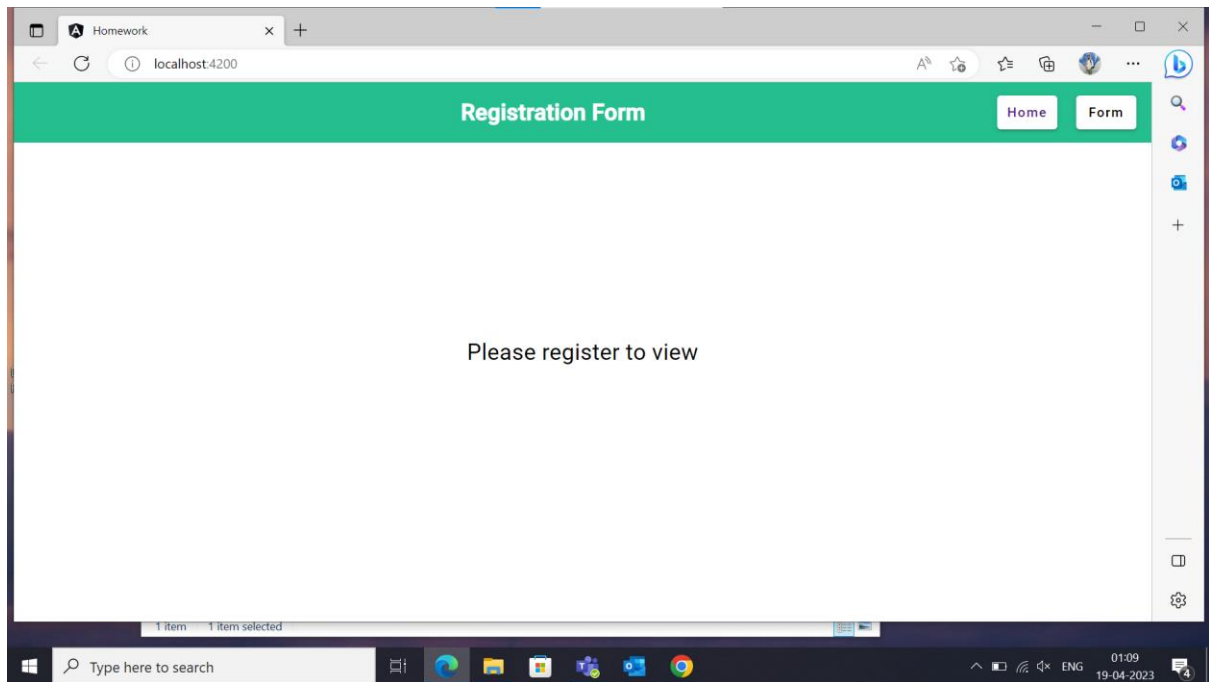 Homework
localhost:4200
Registration Form
Home
Form
Please register to view
1 item 1 item selected
Type here to search
ENG
01:09
19-04-2023
4